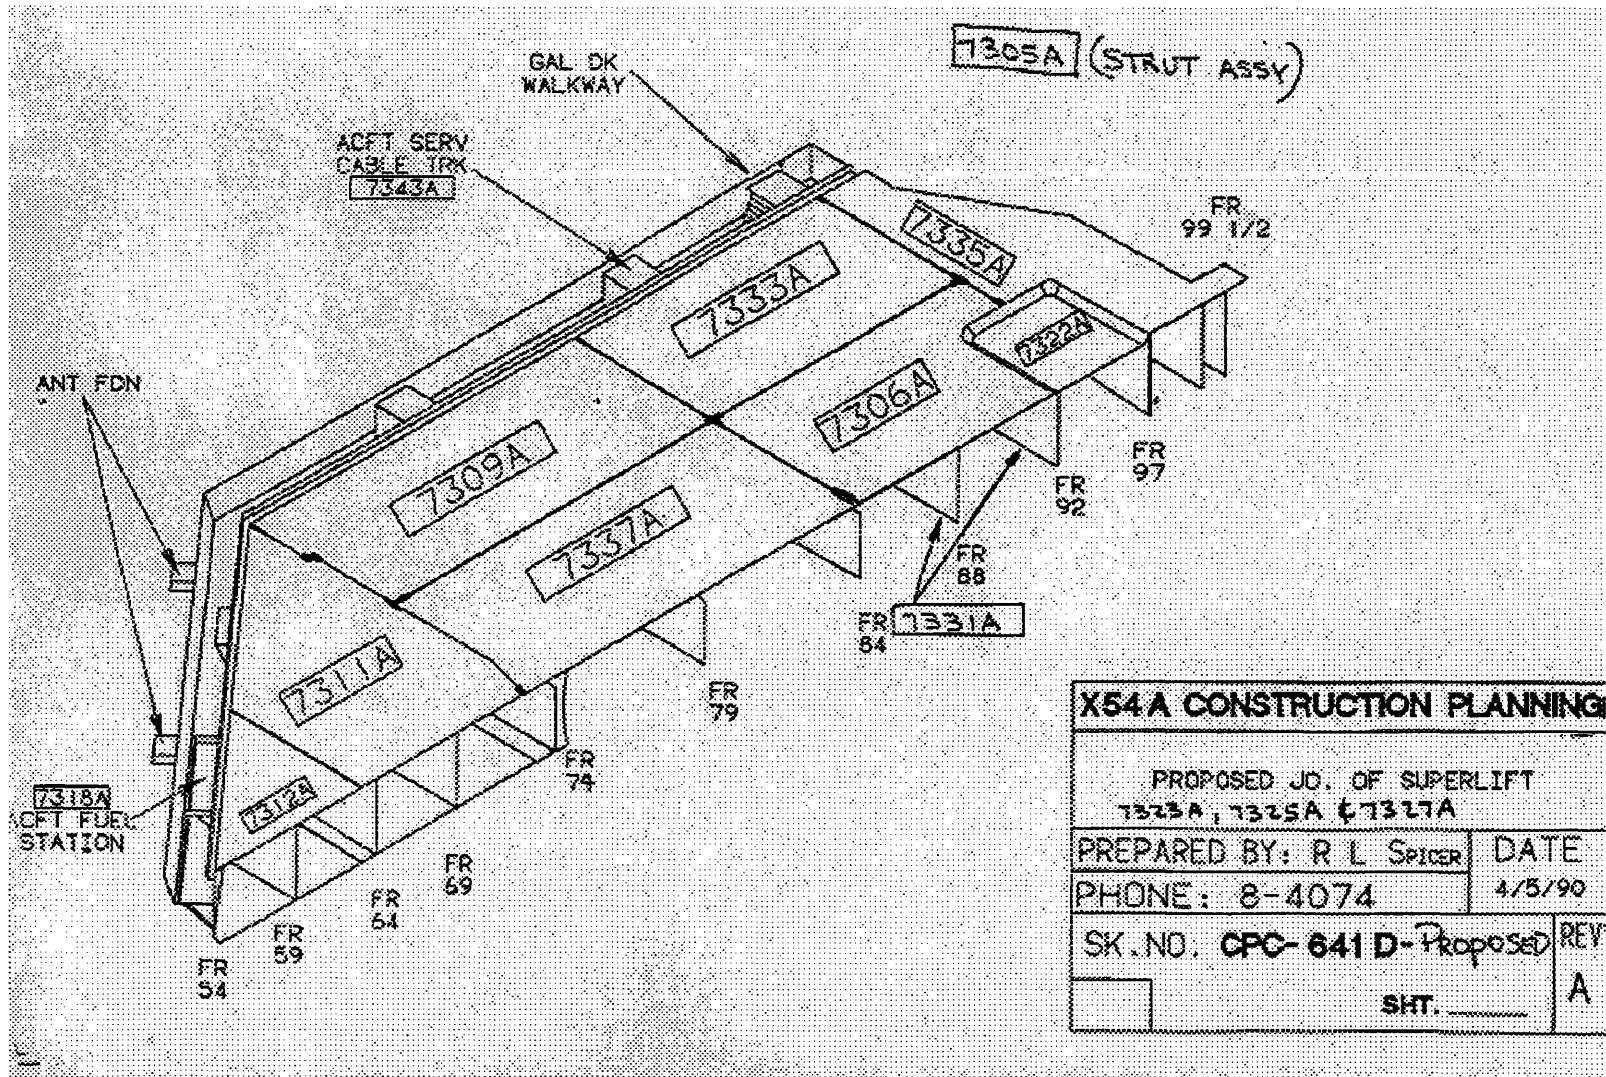 7305A (STRUT ASSY)
GAL DK
WALKWAY
ACFT SERV
CABLE TRK
7343A
FR
99 1/2
7335A
7333A
7322A
ANT FDN
7306A
FR
97
7309A
FR
92
7337A
FR
88
FR
84
7331A
7311A
FR
79
FR
74
7312A
7318A
ACFT FUEL
STATION
FR
69
FR
64
FR
59
FR
54
X54A CONSTRUCTION PLANNING
PROPOSED JO. OF SUPERLIFT
7323A, 7325A & 7327A
PREPARED BY: R L SPICER
DATE
4/5/90
PHONE: 8-4074
SK. NO. CPC-641 D-PROPOSED
REV
A
SHT.